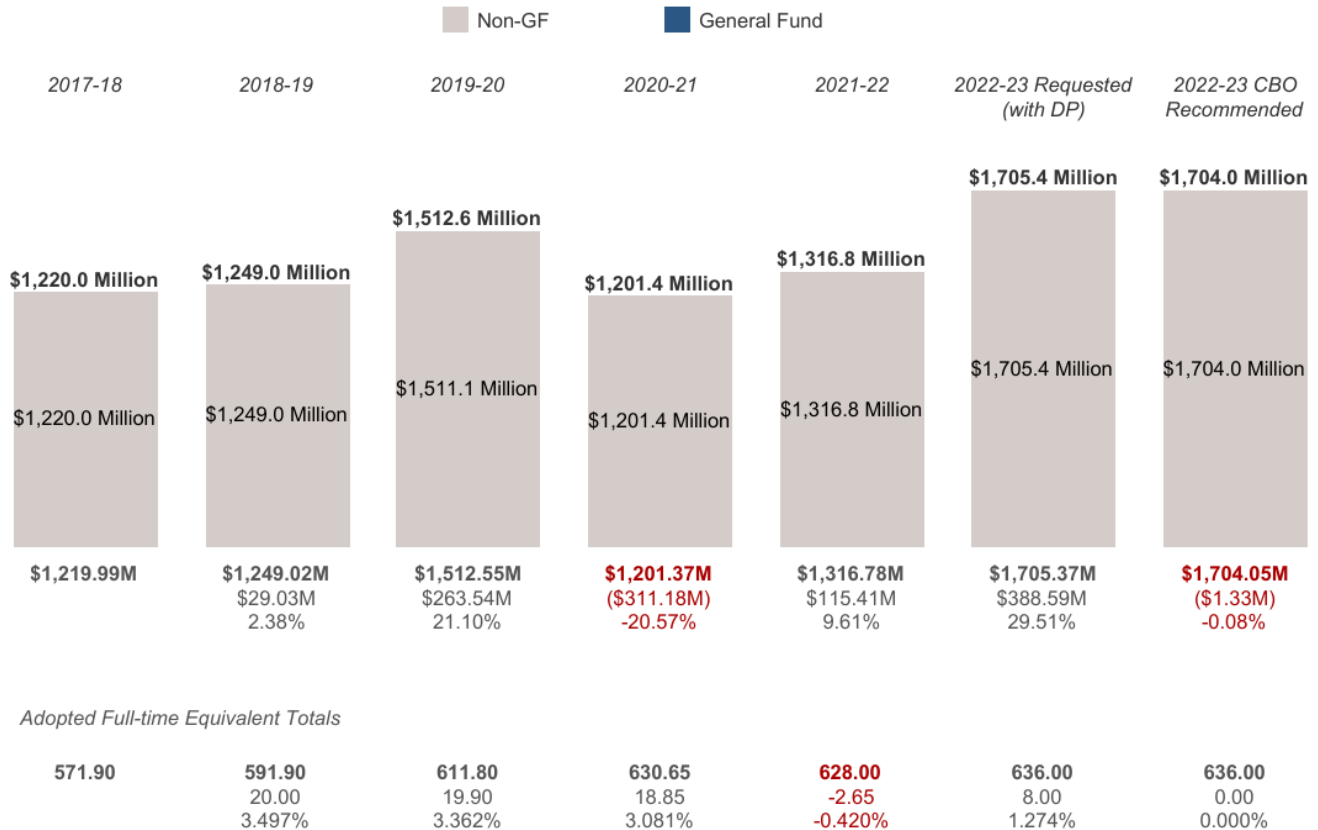 Non-GF General Fund
2017-18 2018-19 2019-20 2020-21 2021-22 2022-23 Requested 2022-23 CBO
(with DP) Recommended
$1,705.4 Million $1,704.0 Million
$1,512.6 Million
$1,316.8 Million
$1,220.0 Million $1,249.0 Million $1,201.4 Million
$1,705.4 Million $1,704.0 Million
$1,511.1 Million
$1,220.0 Million $1,249.0 Million $1,201.4 Million $1,316.8 Million
$1,219.99M $1,249.02M $1,512.55M $1,201.37M $1,316.78M $1,705.37M $1,704.05M
$29.03M $263.54M ($311.18M) $115.41M $388.59M ($1.33M)
2.38% 21.10% -20.57% 9.61% 29.51% -0.08%
Adopted Full-time Equivalent Totals
571.90 591.90 611.80 630.65 628.00 636.00 636.00
20.00 19.90 18.85 -2.65 8.00 0.00
3.497% 3.362% 3.081% -0.420% 1.274% 0.000%